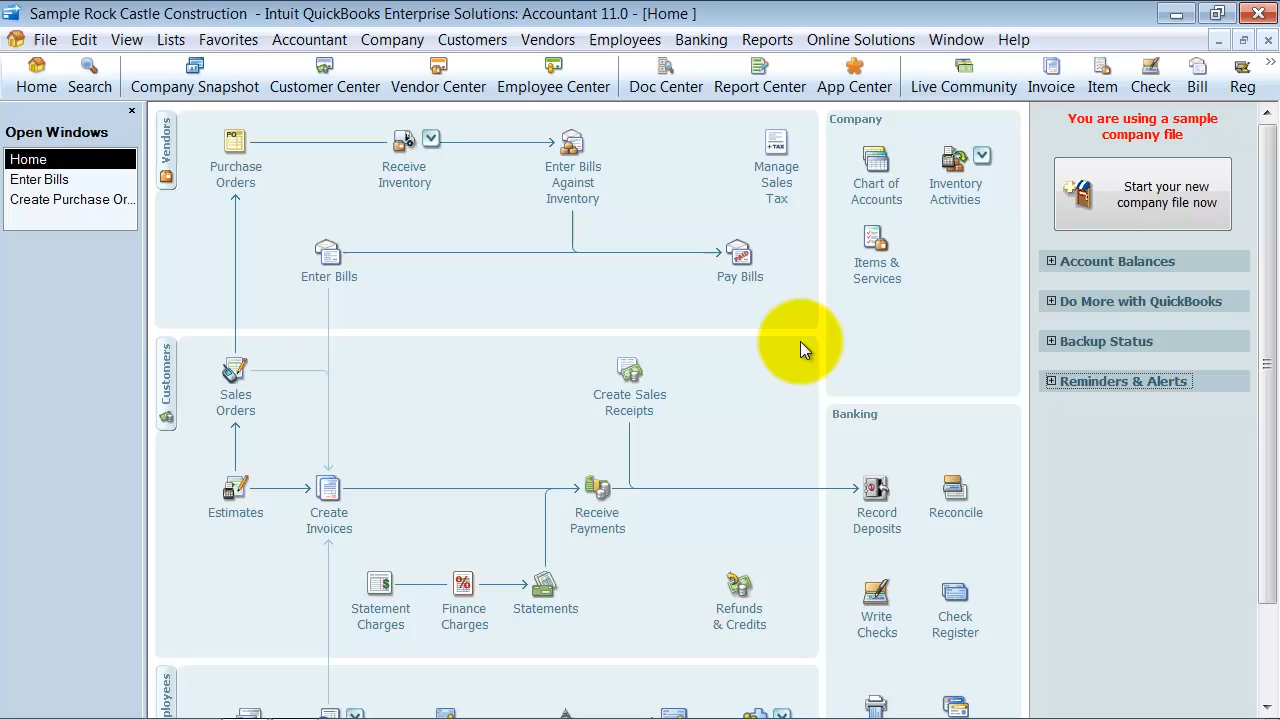 Sample Rock Castle Construction - Intuit QuickBooks Enterprise Solutions: Accountant 11.0 - [Home ]
File Edit View Lists Favorites Accountant Company Customers Vendors Employees Banking Reports Online Solutions Window Help
Home Search Company Snapshot Customer Center Vendor Center Employee Center Doc Center Report Center App Center Live Community Invoice Item Check Bill Reg
Open Windows
Home
Enter Bills
Create Purchase Or...
Vendors
PO
Purchase
Orders
Receive
Inventory
Enter Bills
Against
Inventory
+ TAX
Manage
Sales
Tax
Enter Bills
PAID
Pay Bills
Customers
Sales
Orders
Create Sales
Receipts
Estimates
Create
Invoices
Receive
Payments
Statement
Charges
Finance
Charges
Statements
Refunds
& Credits
ployees
Company
Chart of
Accounts
Inventory
Activities
Items &
Services
Banking
Record
Deposits
Reconcile
Write
Checks
Check
Register
You are using a sample
company file
Start your new
company file now
Account Balances
Do More with QuickBooks
Backup Status
Reminders & Alerts